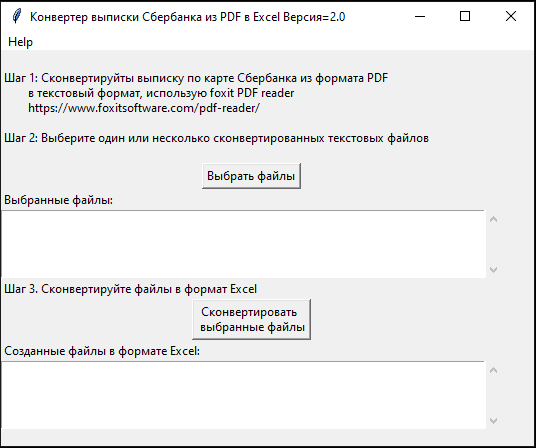 Конвертер выписки Сбербанка из PDF в Excel Версия=2.0
Help
Шаг 1: Сконвертируйты выписку по карте Сбербанка из формата PDF
в текстовый формат, использую foxit PDF reader
https://www.foxitsoftware.com/pdf-reader/
Шаг 2: Выберите один или несколько сконвертированных текстовых файлов
Выбрать файлы
Выбранные файлы:
Шаг 3. Сконвертируйте файлы в формат Excel
Сконвертировать
выбранные файлы
Созданные файлы в формате Excel: